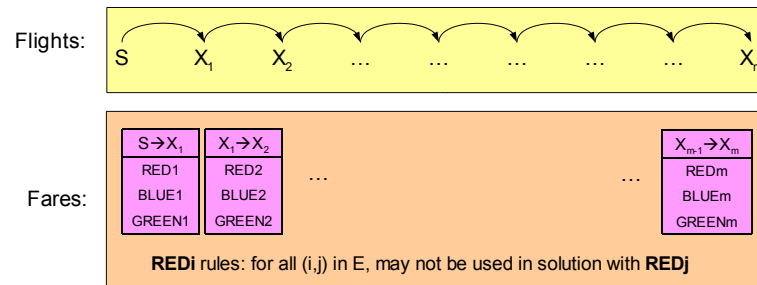 Flights:
S X₁ X₂ ... ... ... ... ... Xₙ
S→X₁ X₁→X₂ Xₘ₋₁→Xₘ
RED1 RED2 ... ... REDm
BLUE1 BLUE2 BLUEm
Fares:
GREEN1 GREEN2 GREENm
REDi rules: for all (i,j) in E, may not be used in solution with REDj